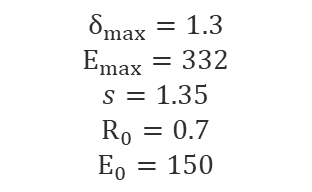 δmax = 1.3
Emax = 332
s = 1.35
R0 = 0.7
E0 = 150